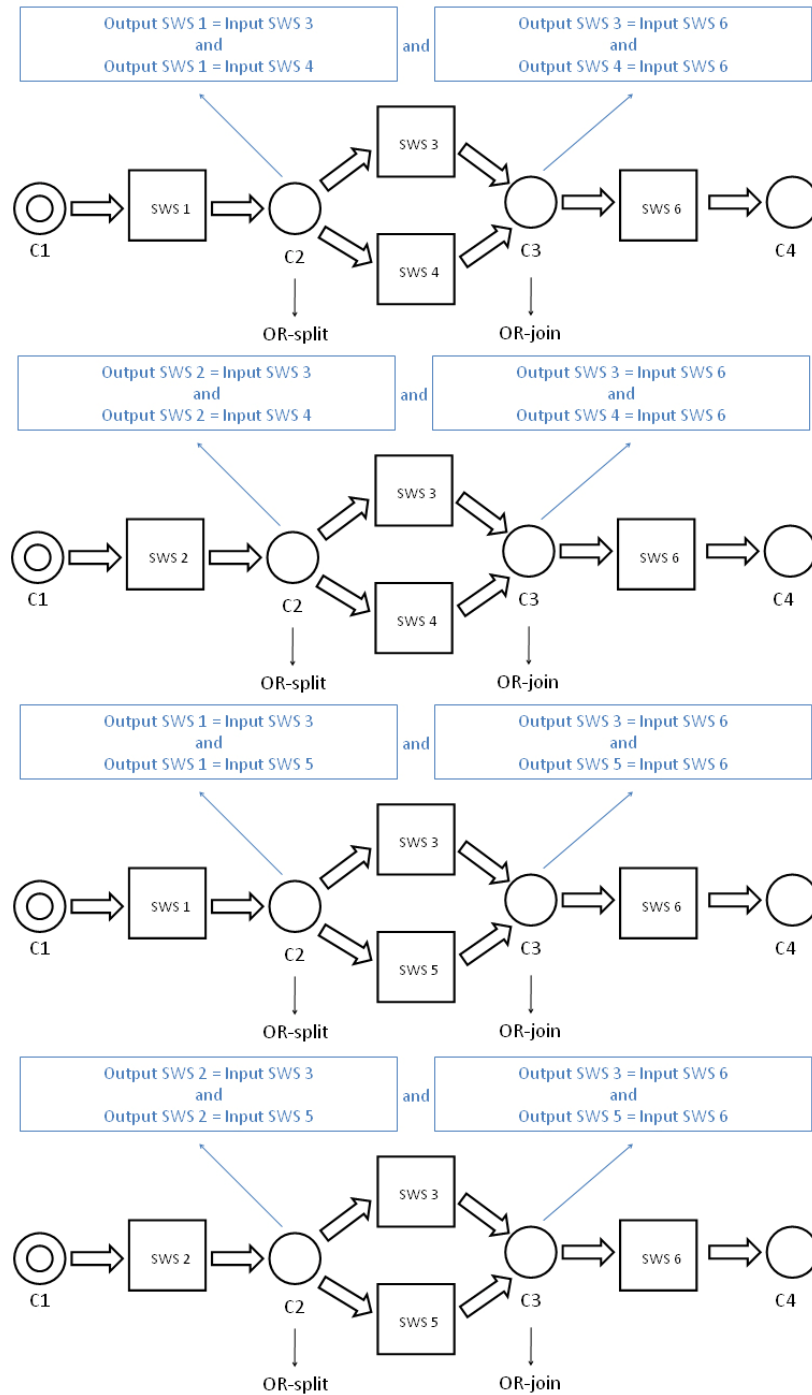 Output SWS 1 = Input SWS 3
and
Output SWS 1 = Input SWS 4
and
Output SWS 3 = Input SWS 6
and
Output SWS 4 = Input SWS 6
SWS 3
SWS 1
SWS 6
C1
C2
SWS 4
C3
C4
OR-split
OR-join
Output SWS 2 = Input SWS 3
and
Output SWS 2 = Input SWS 4
and
Output SWS 3 = Input SWS 6
and
Output SWS 4 = Input SWS 6
SWS 3
SWS 2
SWS 6
C1
C2
SWS 4
C3
C4
OR-split
OR-join
Output SWS 1 = Input SWS 3
and
Output SWS 1 = Input SWS 5
and
Output SWS 3 = Input SWS 6
and
Output SWS 5 = Input SWS 6
SWS 3
SWS 1
SWS 6
C1
C2
SWS 5
C3
C4
OR-split
OR-join
Output SWS 2 = Input SWS 3
and
Output SWS 2 = Input SWS 5
and
Output SWS 3 = Input SWS 6
and
Output SWS 5 = Input SWS 6
SWS 3
SWS 2
SWS 6
C1
C2
SWS 5
C3
C4
OR-split
OR-join